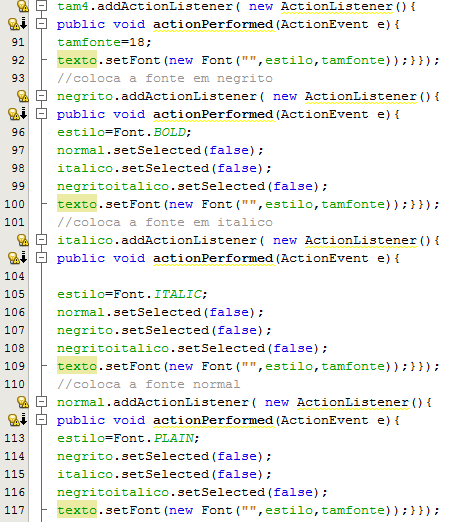 tam4.addActionListener( new ActionListener(){
public void actionPerformed(ActionEvent e){
91 tamfonte=18;
92 texto.setFont(new Font("",estilo,tamfonte));}});
93 //coloca a fonte em negrito
negrito.addActionListener( new ActionListener(){
public void actionPerformed(ActionEvent e){
96 estilo=Font.BOLD;
97 normal.setSelected(false);
98 italico.setSelected(false);
99 negritoitalico.setSelected(false);
100 texto.setFont(new Font("",estilo,tamfonte));}});
101 //coloca a fonte em italico
italico.addActionListener( new ActionListener(){
public void actionPerformed(ActionEvent e){
104
105 estilo=Font.ITALIC;
106 normal.setSelected(false);
107 negrito.setSelected(false);
108 negritoitalico.setSelected(false);
109 texto.setFont(new Font("",estilo,tamfonte));}});
110 //coloca a fonte normal
normal.addActionListener( new ActionListener(){
public void actionPerformed(ActionEvent e){
113 estilo=Font.PLAIN;
114 negrito.setSelected(false);
115 italico.setSelected(false);
116 negritoitalico.setSelected(false);
117 texto.setFont(new Font("",estilo,tamfonte));}});